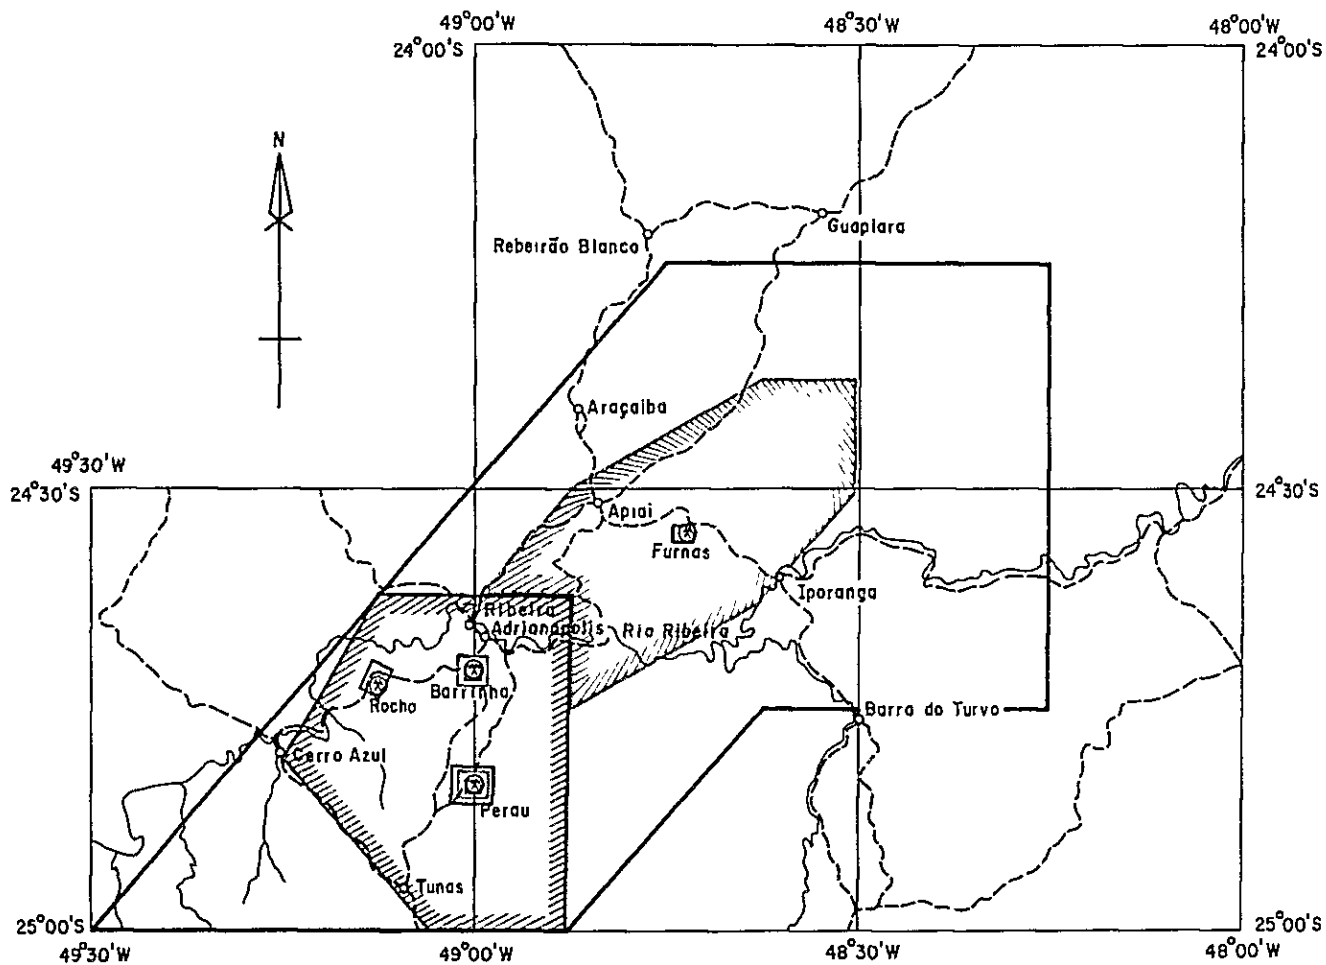 49°00'W
48°30'W
48°00'W
24°00'S
24°00'S
N
Guapiara
Rebeirão Blanco
Araçaiba
49°30'W
24°30'S
24°30'S
Apiai
Furnas
Iporança
Ribeira
Adrianópolis
Rio Ribeira
Barrinha
Rocha
Barra do Turvo
Cerro Azul
Perau
Tunas
25°00'S
25°00'S
49°30'W
49°00'W
48°30'W
48°00'W